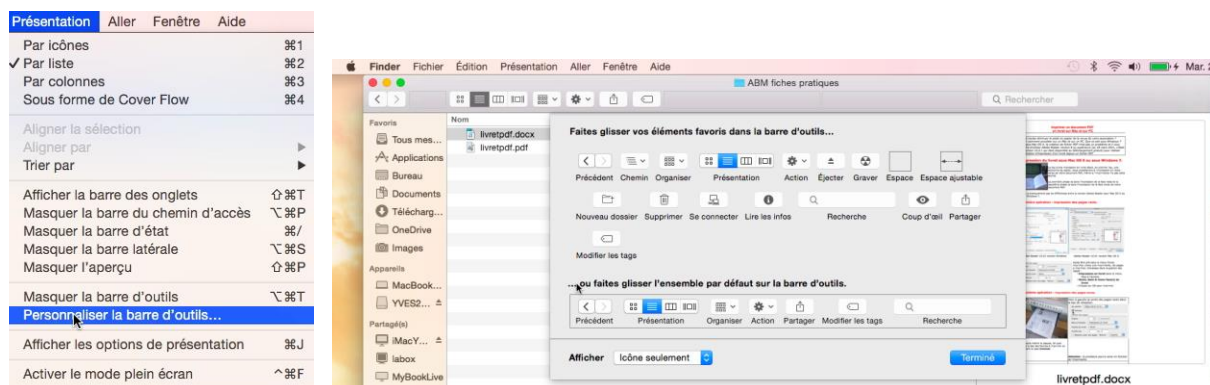 Présentation Aller Fenêtre Aide
Par icônes ⌘1
✓ Par liste ⌘2
Par colonnes ⌘3
Sous forme de Cover Flow ⌘4
Aligner la sélection
Aligner par ▶
Trier par ▶
Afficher la barre des onglets ⇧⌘T
Masquer la barre du chemin d'accès ⌥⌘P
Masquer la barre d'état ⌘/
Masquer la barre latérale ⌥⌘S
Masquer l'aperçu ⇧⌘P
Masquer la barre d'outils ⌥⌘T
Personnaliser la barre d'outils...
Afficher les options de présentation ⌘J
Activer le mode plein écran ^⌘F
Finder Fichier Édition Présentation Aller Fenêtre Aide Mar.
ABM fiches pratiques
Rechercher
Favoris
Tous mes...
Applications
Bureau
Documents
Télécharg...
OneDrive
Images
Appareils
MacBook...
YVES2...
Partagé(s)
iMacY...
labox
MyBookLive
Nom
livretpdf.docx
livretpdf.pdf
Faites glisser vos éléments favoris dans la barre d'outils...
Précédent Chemin Organiser Présentation Action Éjecter Graver Espace Espace ajustable
Nouveau dossier Supprimer Se connecter Lire les infos Recherche Coup d'œil Partager
Modifier les tags
...ou faites glisser l'ensemble par défaut sur la barre d'outils.
Précédent Présentation Organiser Action Partager Modifier les tags Recherche
Afficher Icône seulement Terminé
livretpdf.docx